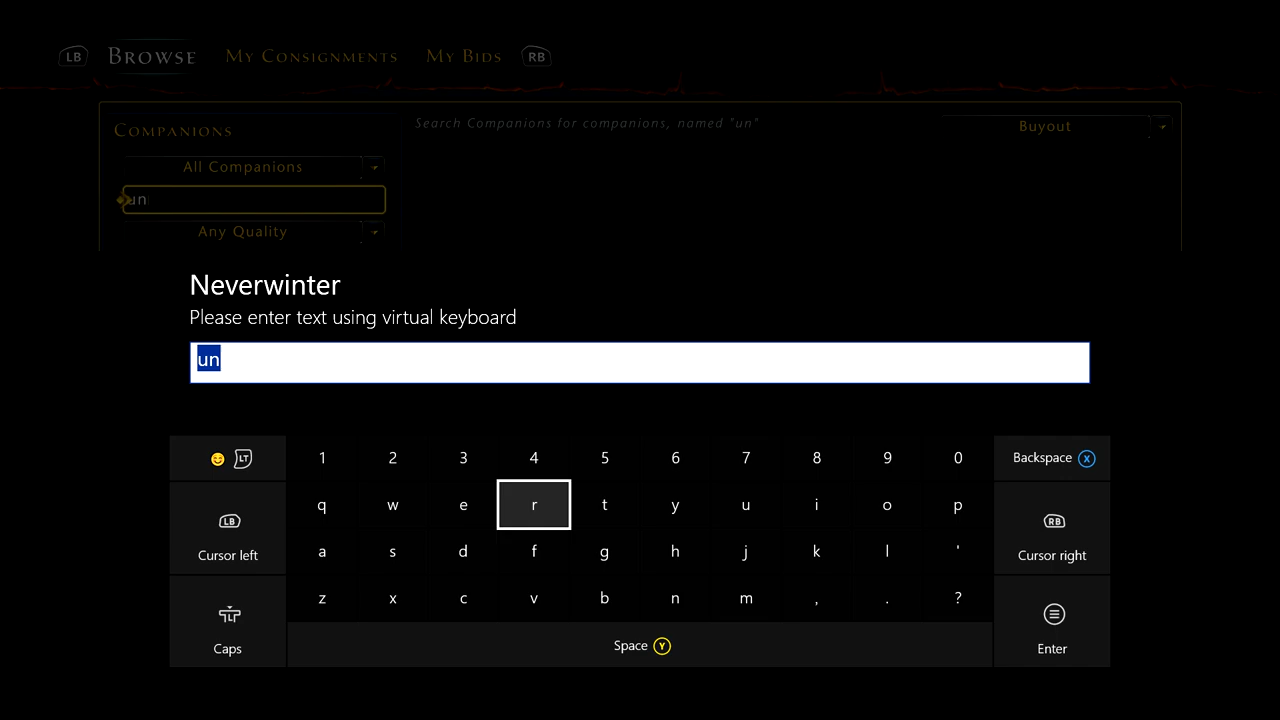 LB Browse My Consignments My Bids RB
Companions
Search Companions for companions, named "un"
Buyout
All Companions
un
Any Quality
Neverwinter
Please enter text using virtual keyboard
un
LT 1 2 3 4 5 6 7 8 9 0 Backspace X
q w e r t y u i o p
LB RB
Cursor left a s d f g h j k l ' Cursor right
z x c v b n m , . ?
LT
Caps Space Y Enter